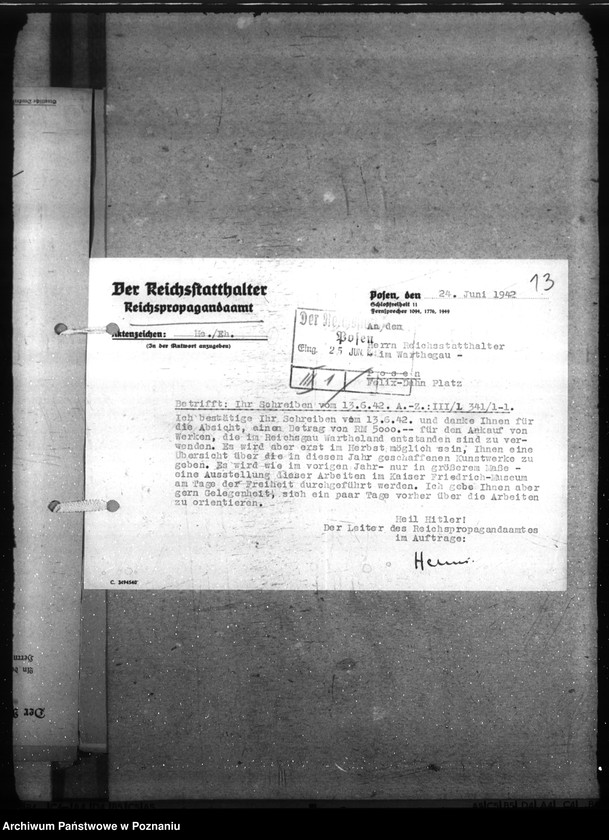 13
Der Reichsstatthalter
Reichspropagandaamt
Aktenzeichen: Ho./Eh.
(In der Antwort anzugeben)
Posen, den 24. Juni 1942
Schloßfreiheit 11
Fernsprecher 1094, 1776, 1949
Der
Posen
Eing. 25 JUN.
III 1
An/den
Herrn Reichsstatthalter
im Warthegau -
Posen
Felix-Dahn Platz
Betrifft: Ihr Schreiben vom 13.6.42. A.-Z.:III/1 341/1-1.
Ich bestätige Ihr Schreiben vom 13.6.42. und danke Ihnen für
die Absicht, einen Betrag von RM 5000.-- für den Ankauf von
Werken, die im Reichsgau Wartheland entstanden sind zu ver-
wenden. Es wird aber erst im Herbst möglich sein, Ihnen eine
Übersicht über die in diesem Jahr geschaffenen Kunstwerke zu
geben. Es wird wie im vorigen Jahr- nur in größerem Maße -
eine Ausstellung dieser Arbeiten im Kaiser Friedrich-Museum
am Tage der Freiheit durchgeführt werden. Ich gebe Ihnen aber
gern Gelegenheit, sich ein paar Tage vorher über die Arbeiten
zu orientieren.
Heil Hitler!
Der Leiter des Reichspropagandaamtes
im Auftrage:
C. 2494540
Archiwum Państwowe w Poznaniu